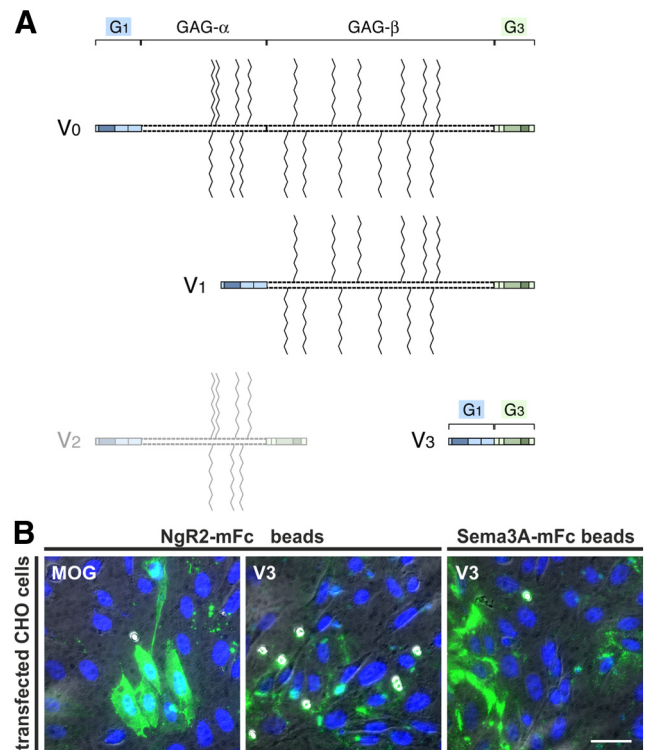 A
G1 GAG-α GAG-β G3
V0
V1
G1 G3
V2 V3
B
NgR2-mFc beads Sema3A-mFc beads
transfected CHO cells
MOG V3 V3